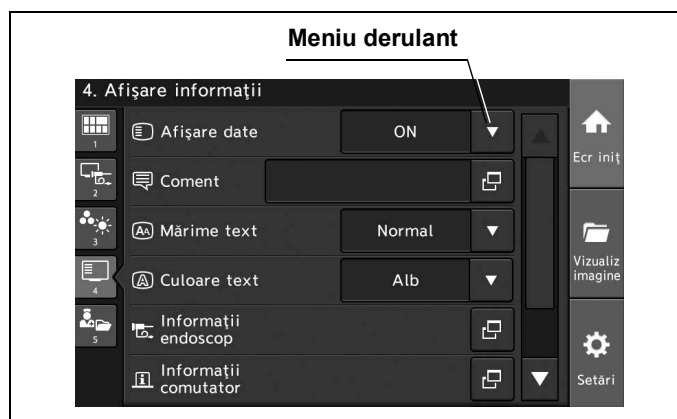 Meniu derulant
4. Afişare informaţii
1
Afişare date
ON
Ecr iniţ
2
Coment
3
Mărime text
Normal
Vizualiz
imagine
4
Culoare text
Alb
5
Informaţii
endoscop
Informaţii
comutator
Setări